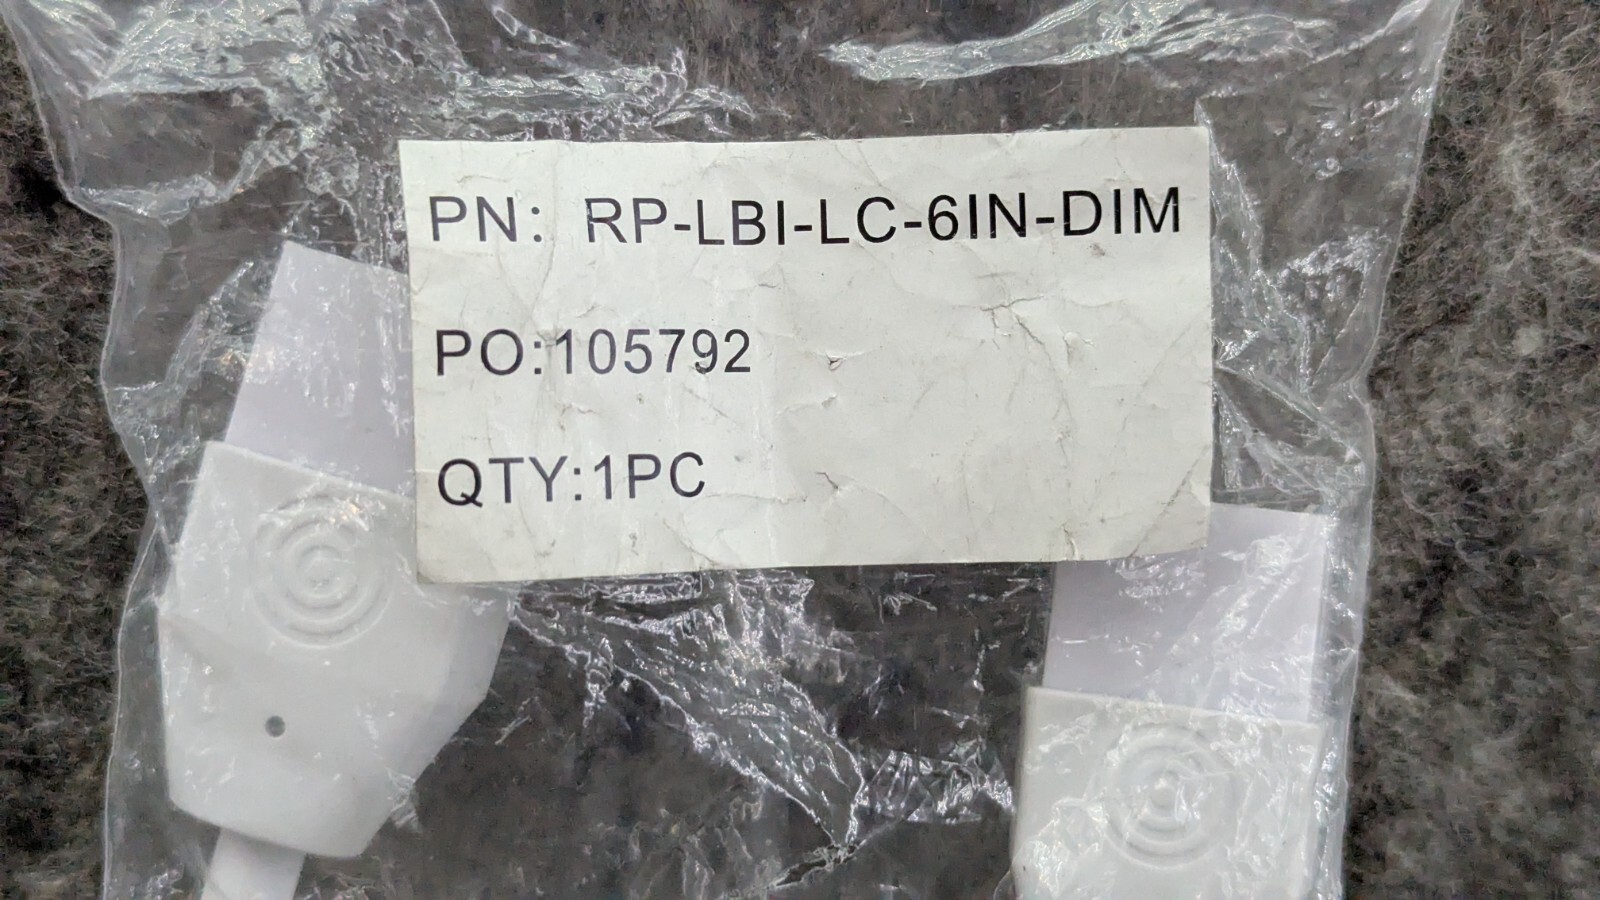 PN: RP-LBI-LC-6IN-DIM
PO:105792
QTY:1PC